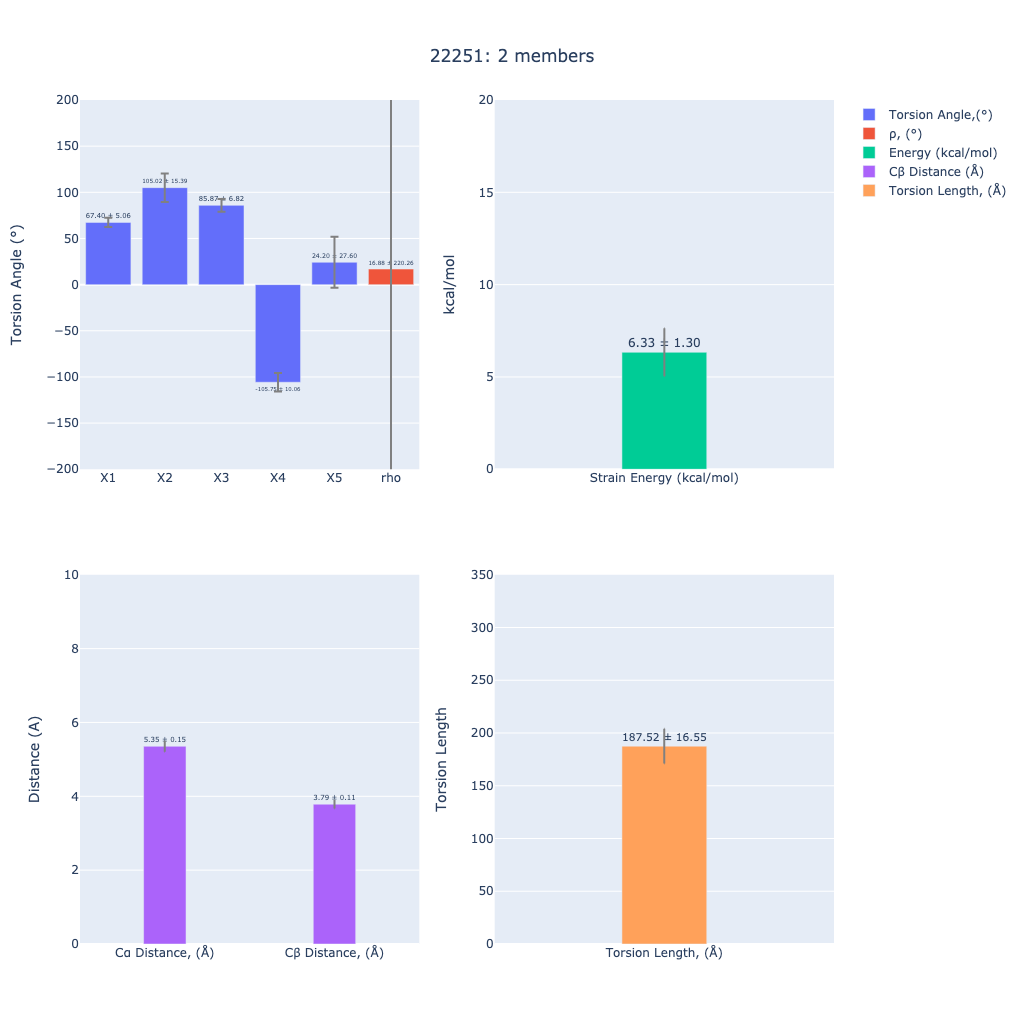 22251: 2 members
Torsion Angle (°)
200
150
100
50
0
−50
−100
−150
−200
67.40 ± 5.06
105.02 ± 15.39
85.87 ± 6.82
-105.75 ± 10.06
24.20 ± 27.60
16.88 ± 220.26
X1 X2 X3 X4 X5 rho
kcal/mol
20
15
10
5
0
6.33 ± 1.30
Strain Energy (kcal/mol)
Torsion Angle,(°)
ρ, (°)
Energy (kcal/mol)
Cβ Distance (Å)
Torsion Length, (Å)
Distance (A)
10
8
6
4
2
0
5.35 ± 0.15
3.79 ± 0.11
Cα Distance, (Å) Cβ Distance, (Å)
Torsion Length
350
300
250
200
150
100
50
0
187.52 ± 16.55
Torsion Length, (Å)